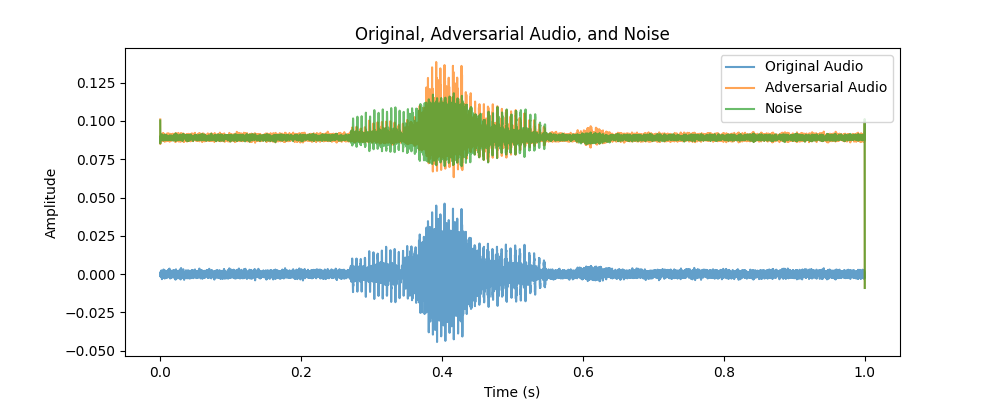 Original, Adversarial Audio, and Noise
Original Audio
Adversarial Audio
Noise
Amplitude
0.125
0.100
0.075
0.050
0.025
0.000
−0.025
−0.050
0.0 0.2 0.4 0.6 0.8 1.0
Time (s)